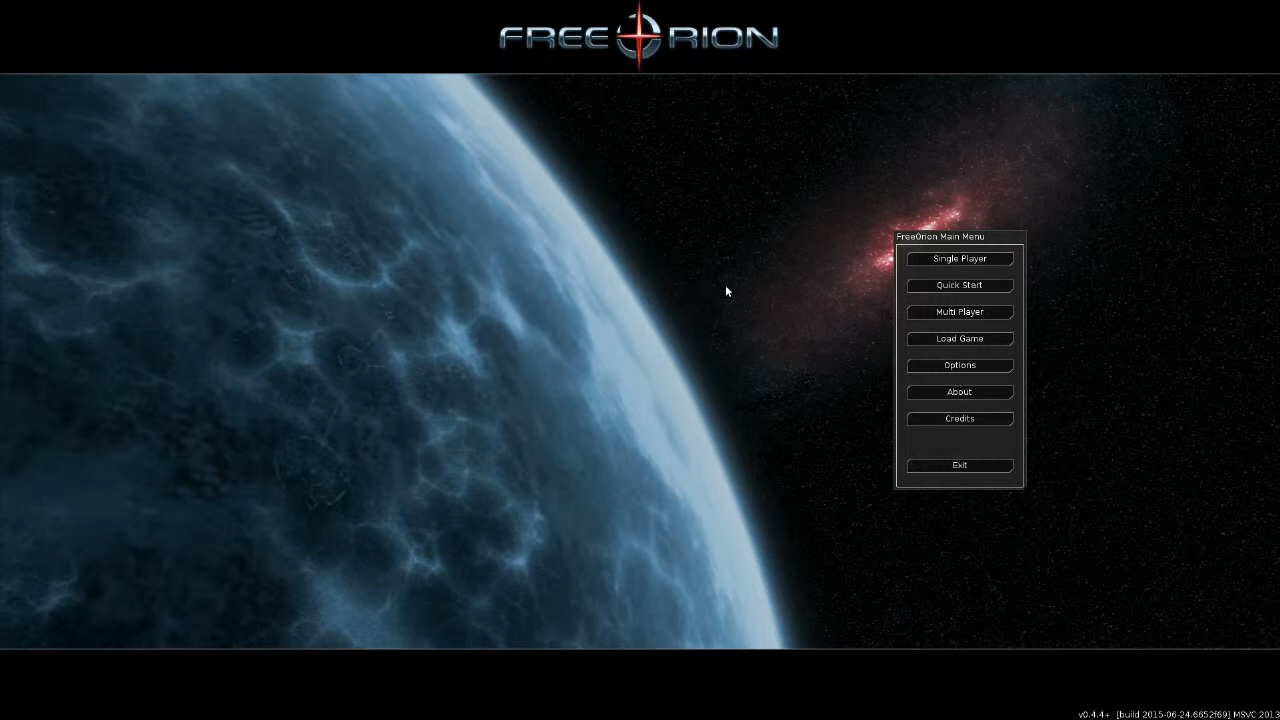 FREEORION
FreeOrion Main Menu
Single Player
Quick Start
Multi Player
Load Game
Options
About
Credits
Exit
v0.4.4+ [build 2015-06-24.6652f69] MSVC 2013